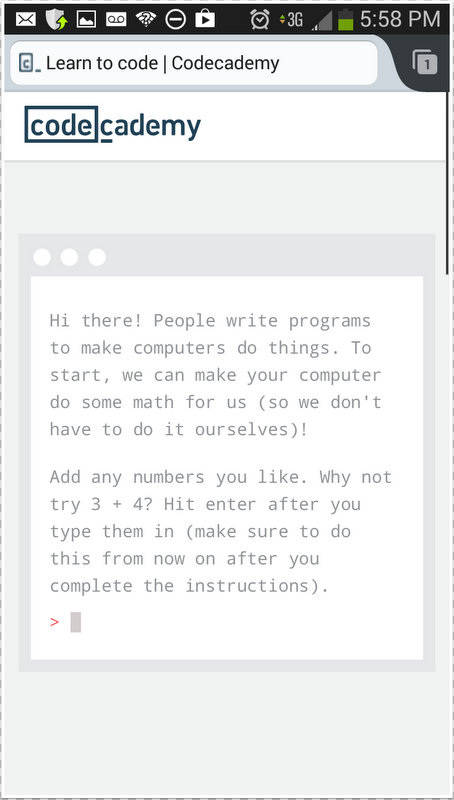 3G 5:58 PM
c_ Learn to code | Codecademy 1
codecademy
Hi there! People write programs
to make computers do things. To
start, we can make your computer
do some math for us (so we don't
have to do it ourselves)!
Add any numbers you like. Why not
try 3 + 4? Hit enter after you
type them in (make sure to do
this from now on after you
complete the instructions).
>